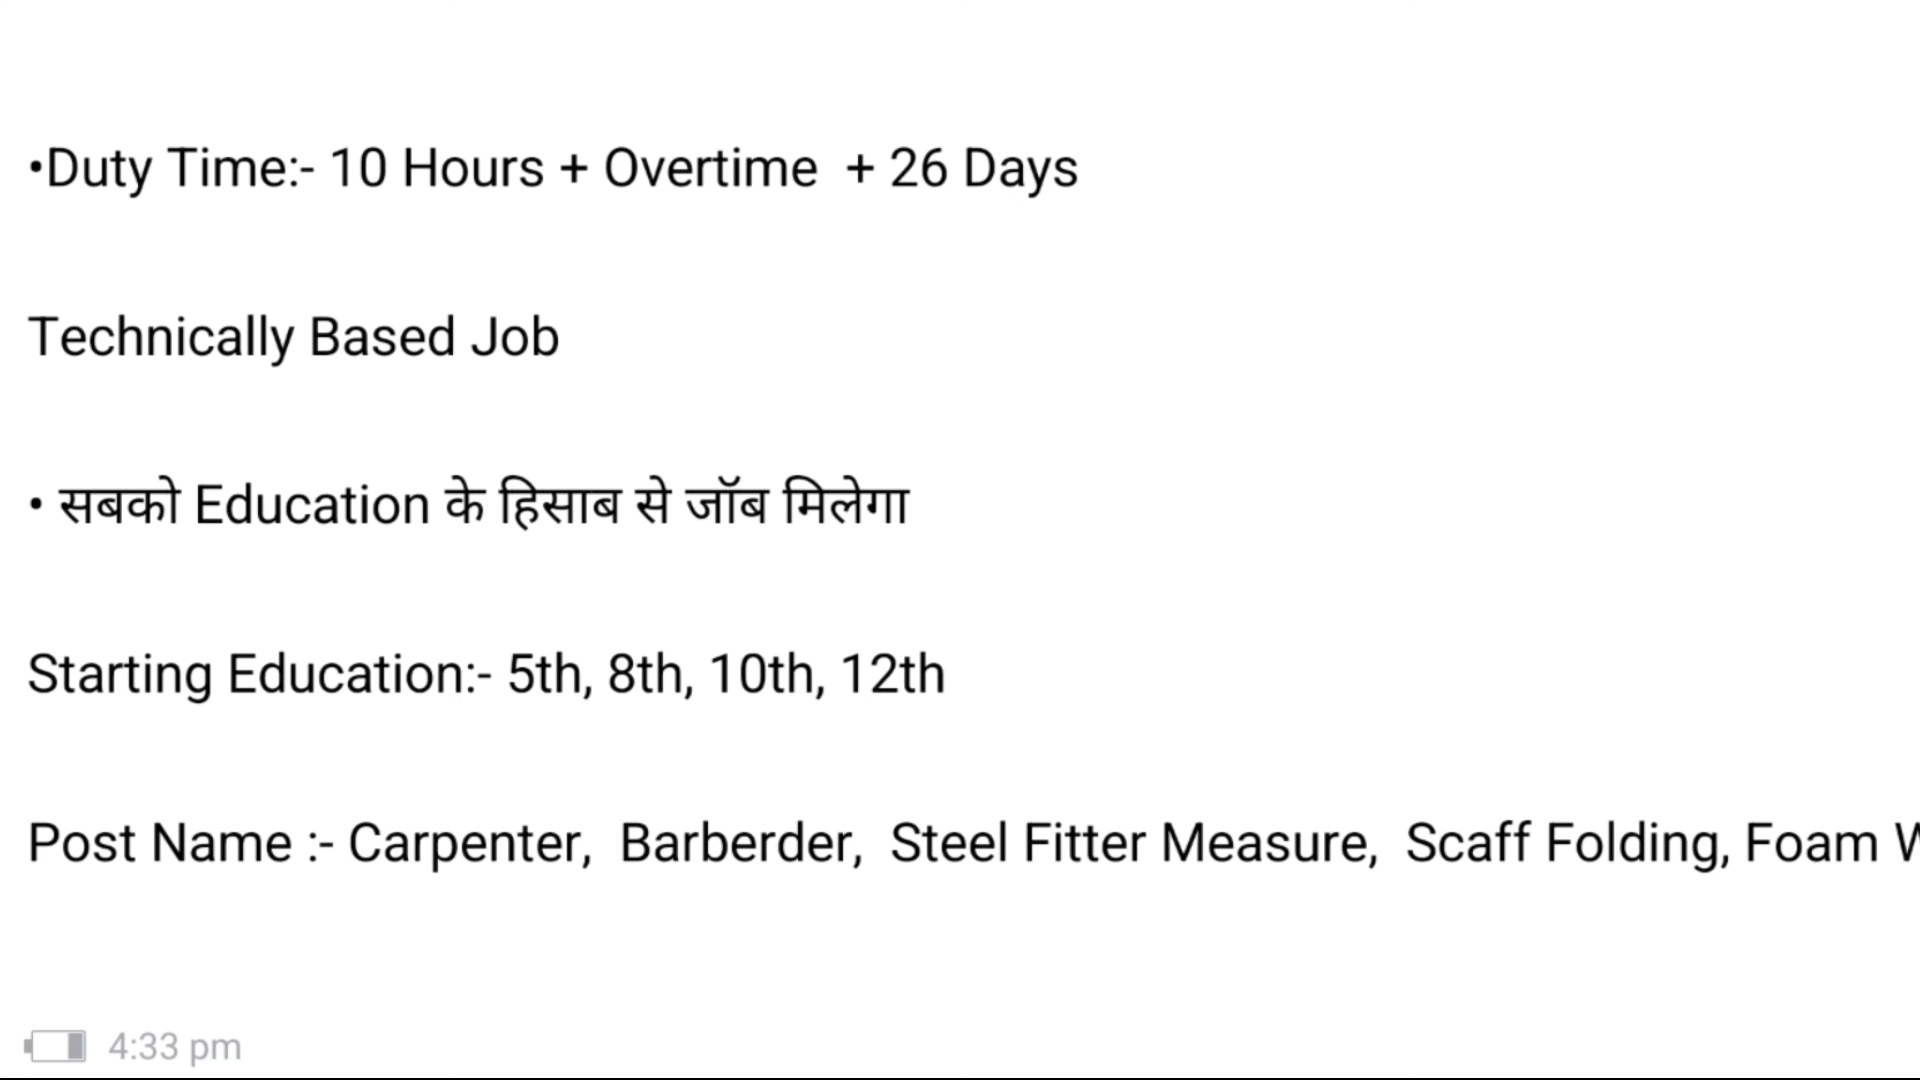 •Duty Time:- 10 Hours + Overtime  + 26 Days
Technically Based Job
• सबको Education के हिसाब से जॉब मिलेगा
Starting Education:- 5th, 8th, 10th, 12th
Post Name :- Carpenter,  Barberder,  Steel Fitter Measure,  Scaff Folding, Foam
4:33 pm